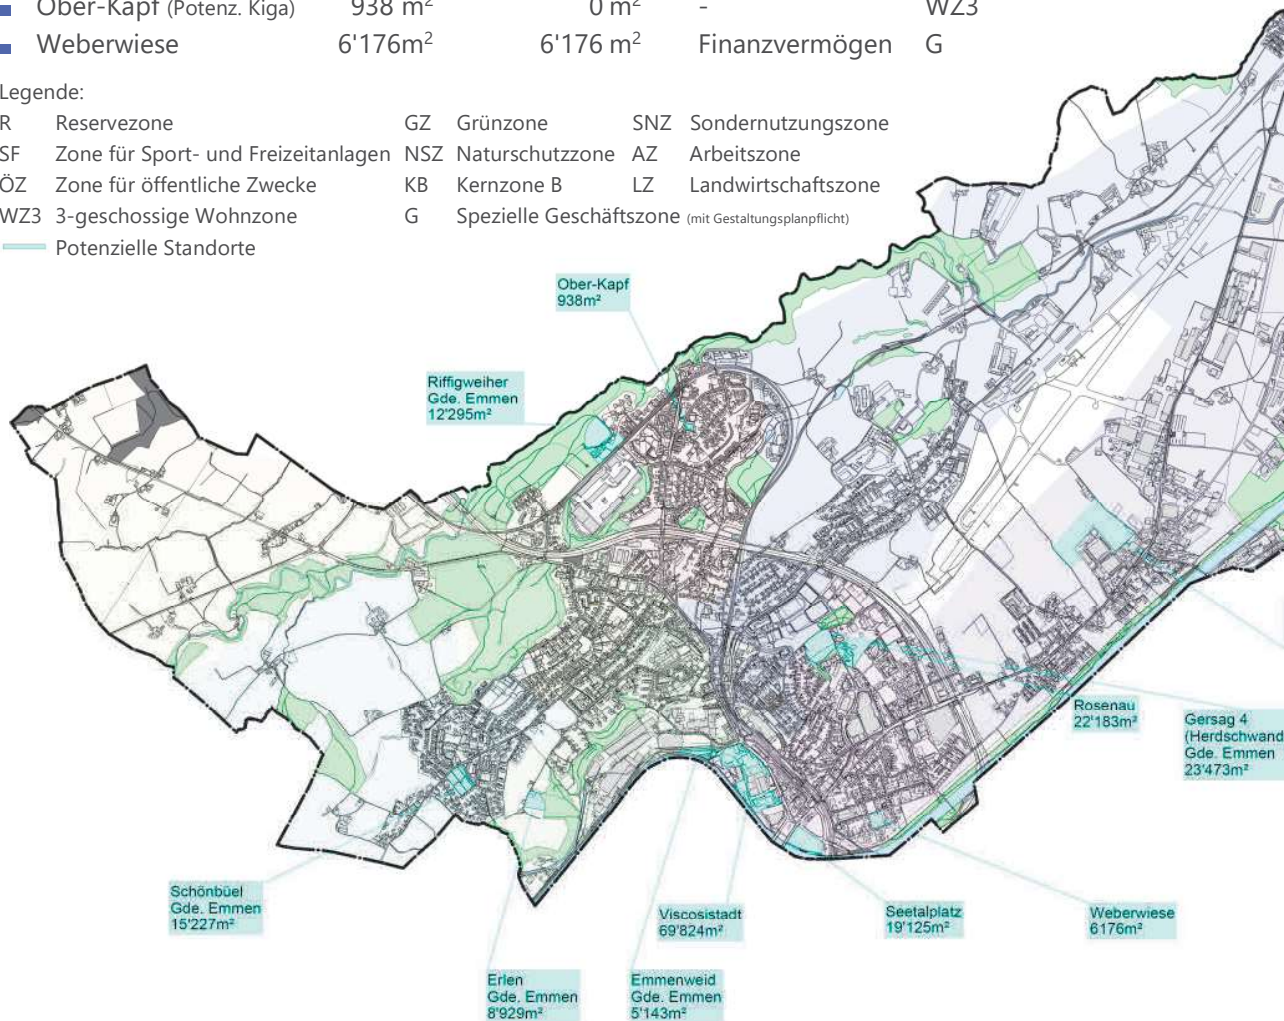 Ober-Kapf (Potenz. Kiga) 938 m² 0 m² - WZ3
Weberwiese 6'176m² 6'176 m² Finanzvermögen G
Legende:
R Reservezone GZ Grünzone SNZ Sondernutzungszone
SF Zone für Sport- und Freizeitanlagen NSZ Naturschutzzone AZ Arbeitszone
ÖZ Zone für öffentliche Zwecke KB Kernzone B LZ Landwirtschaftszone
WZ3 3-geschossige Wohnzone G Spezielle Geschäftszone (mit Gestaltungsplanpflicht)
Potenzielle Standorte
Ober-Kapf
938m²
Riffigweiher
Gde. Emmen
12'295m²
Rosenau
22'183m²
Gersag 4
(Herdschwand
Gde. Emmen
23'473m²
Schönbüel
Gde. Emmen
15'227m²
Viscosistadt
69'824m²
Seetalplatz
19'125m²
Weberwiese
6176m²
Erlen
Gde. Emmen
8'929m²
Emmenweid
Gde. Emmen
5'143m²